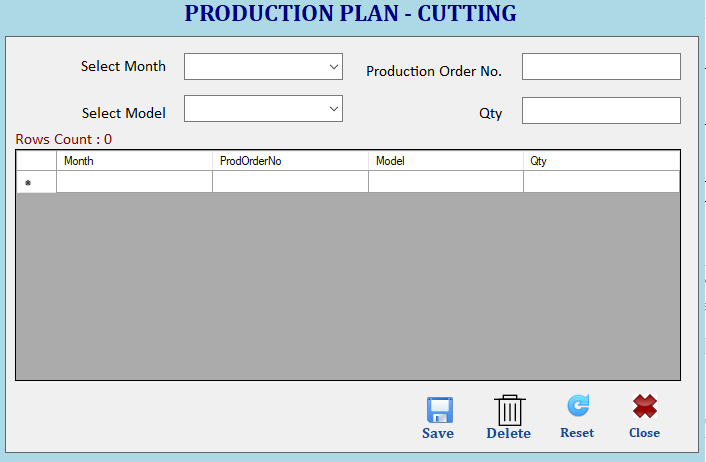 PRODUCTION PLAN - CUTTING
Select Month
Production Order No.
Select Model
Qty
Rows Count : 0
Month ProdOrderNo Model Qty
*
Save Delete Reset Close